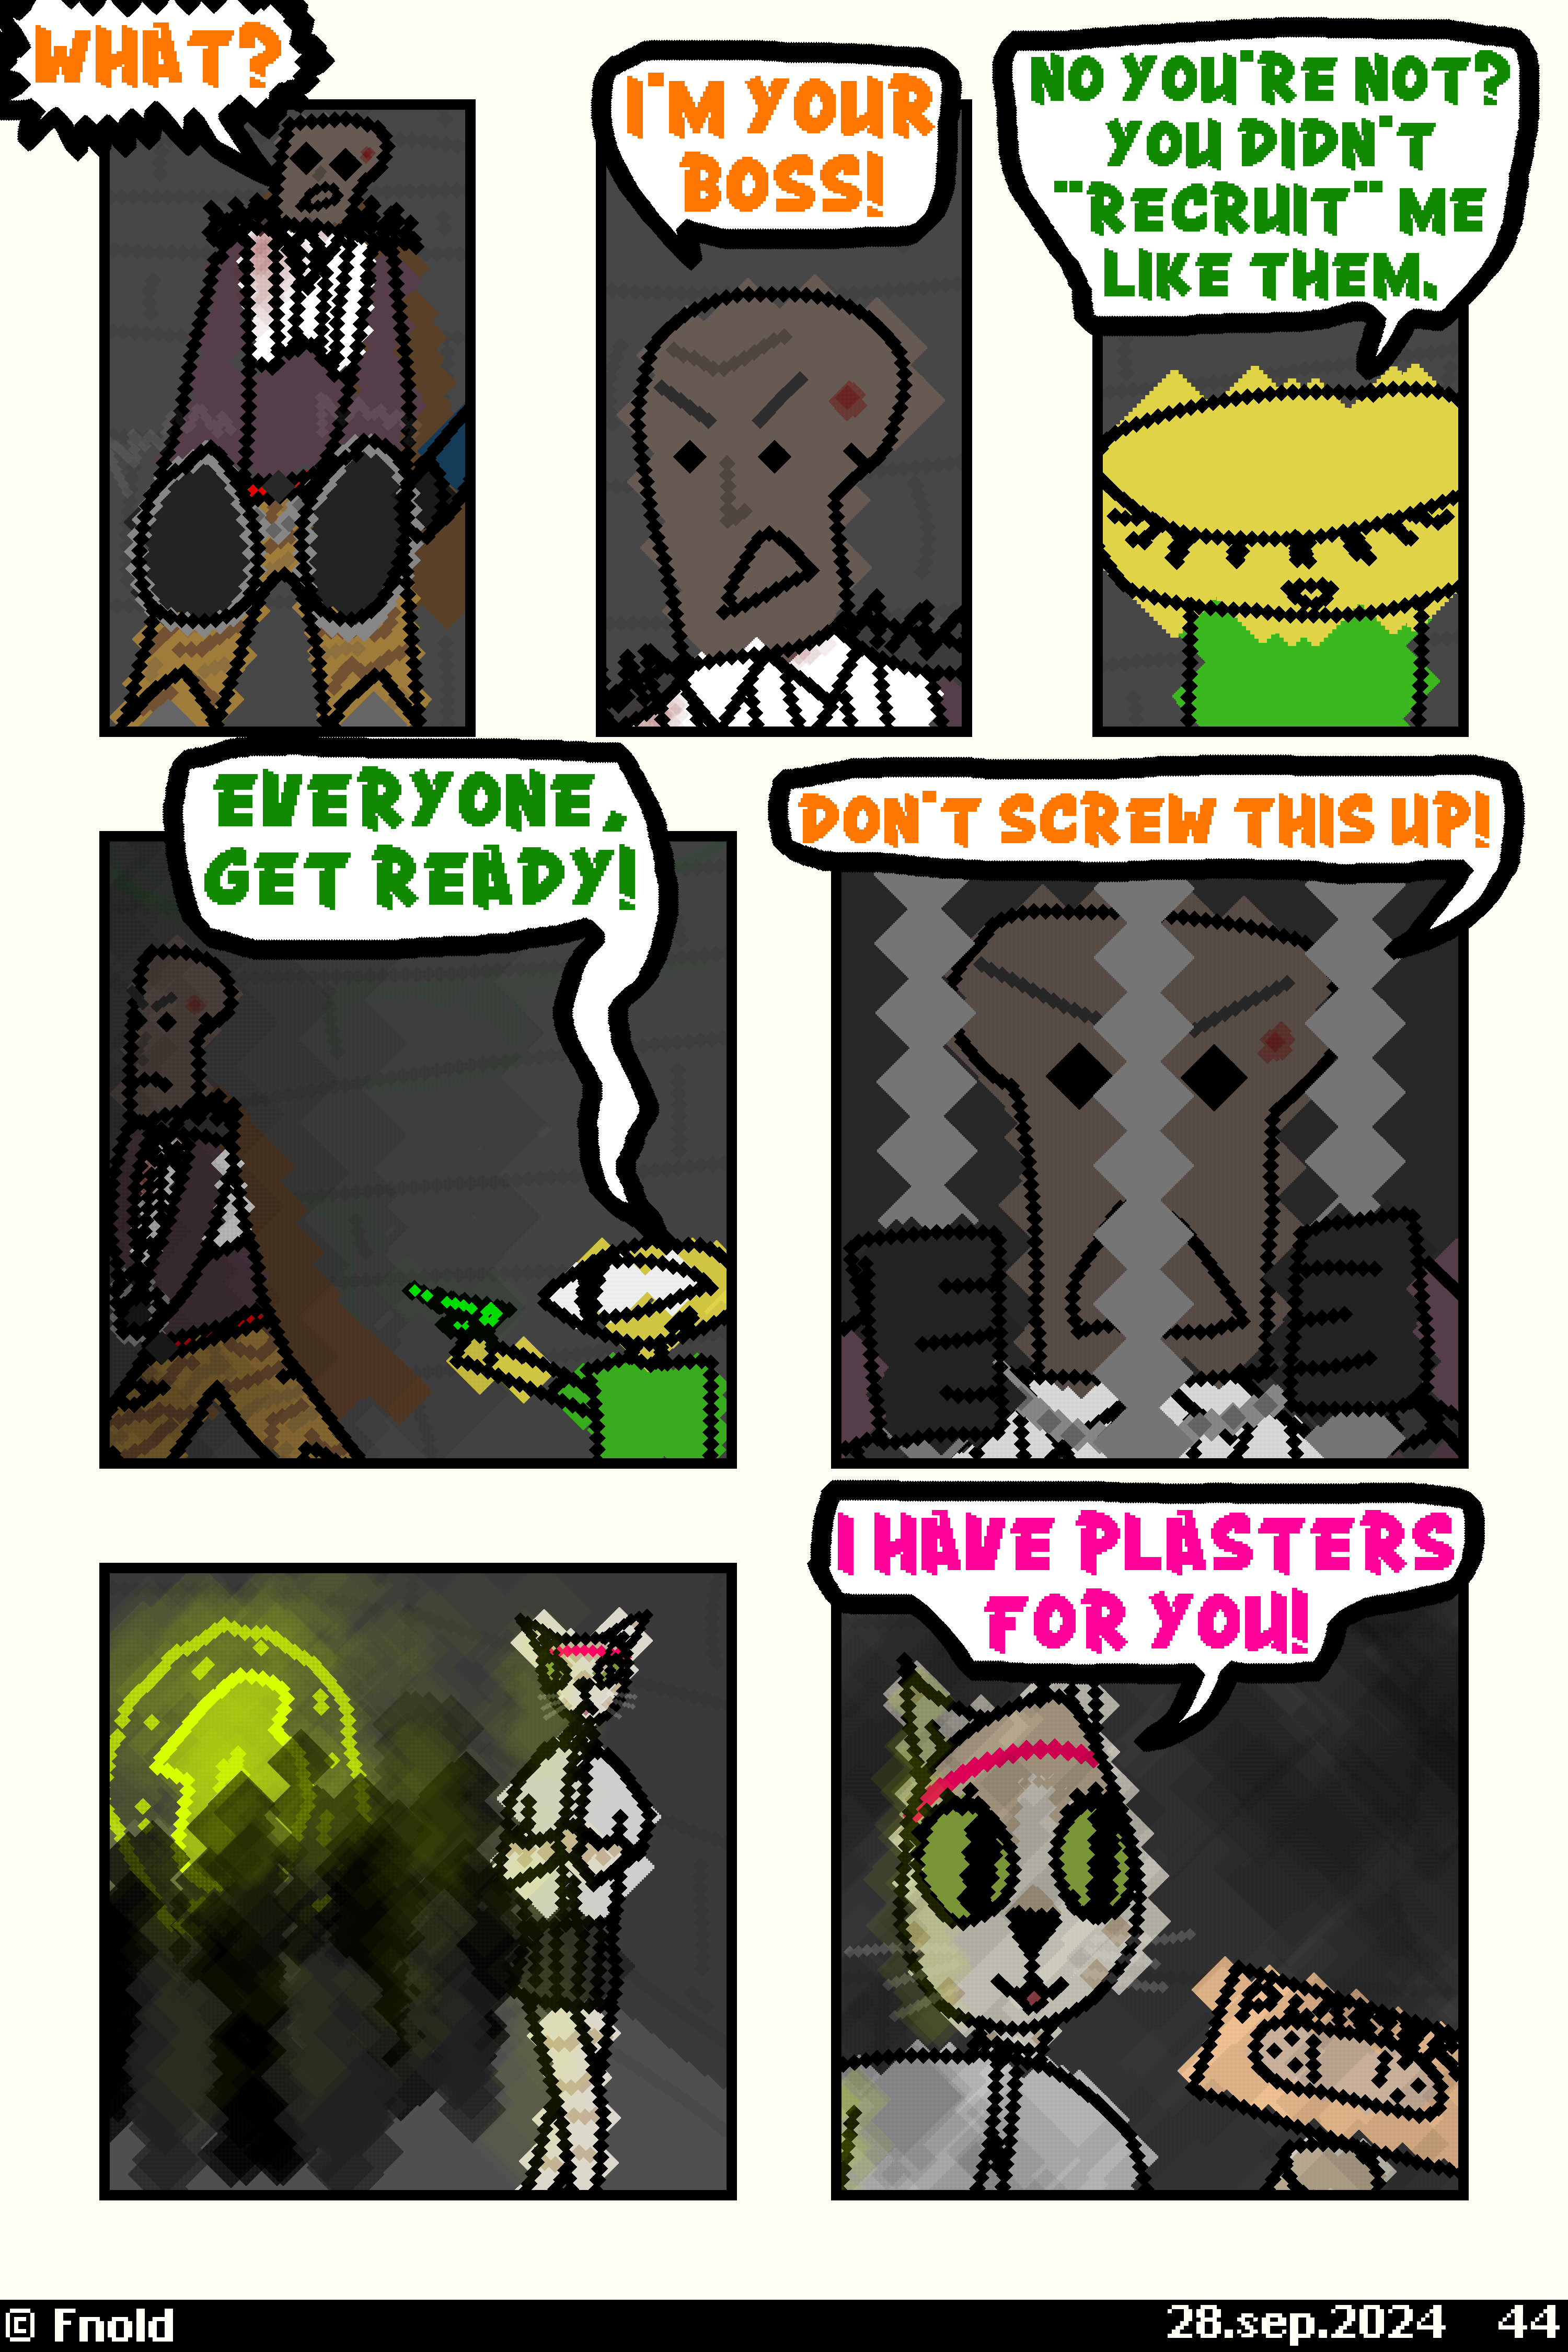 WHAT?
I'M YOUR
BOSS!
NO YOU'RE NOT?
YOU DIDN'T
"RECRUIT" ME
LIKE THEM.
EVERYONE,
GET READY!
DON'T SCREW THIS UP!
I HAVE PLASTERS
FOR YOU!
© Fnold
28.sep.2024 44